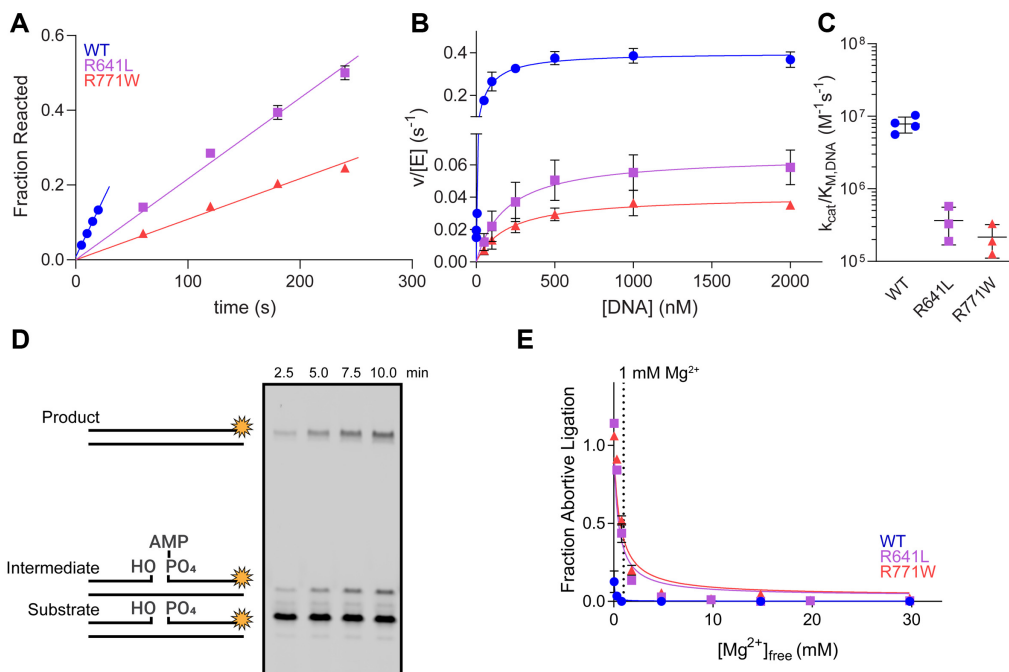 A
WT
R641L
R771W
Fraction Reacted
0.6
0.4
0.2
0.0
0
100
200
300
time (s)
B
v/[E] (s⁻¹)
0.4
0.2
0.06
0.04
0.02
0.00
0
500
1000
1500
2000
[DNA] (nM)
C
kcat/KM,DNA (M⁻¹s⁻¹)
10⁸
10⁷
10⁶
10⁵
WT
R641L
R771W
D
2.5 5.0 7.5 10.0 min
Product
AMP
Intermediate HO PO₄
Substrate HO PO₄
E
1 mM Mg²⁺
Fraction Abortive Ligation
1.0
0.5
0.0
0
10
20
30
[Mg²⁺]free (mM)
WT
R641L
R771W